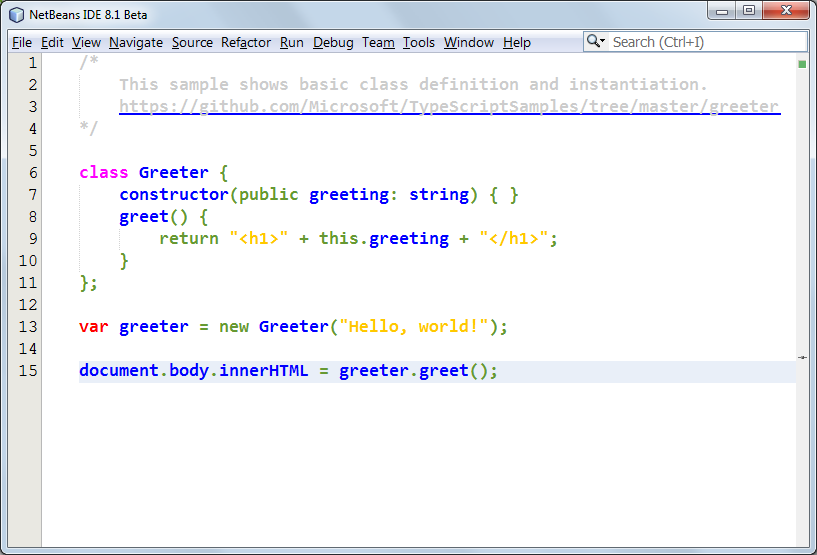 NetBeans IDE 8.1 Beta
File Edit View Navigate Source Refactor Run Debug Team Tools Window Help Search (Ctrl+I)
1 /*
2 This sample shows basic class definition and instantiation.
3 https://github.com/Microsoft/TypeScriptSamples/tree/master/greeter
4 */
5
6 class Greeter {
7 constructor(public greeting: string) { }
8 greet() {
9 return "<h1>" + this.greeting + "</h1>";
10 }
11 };
12
13 var greeter = new Greeter("Hello, world!");
14
15 document.body.innerHTML = greeter.greet();